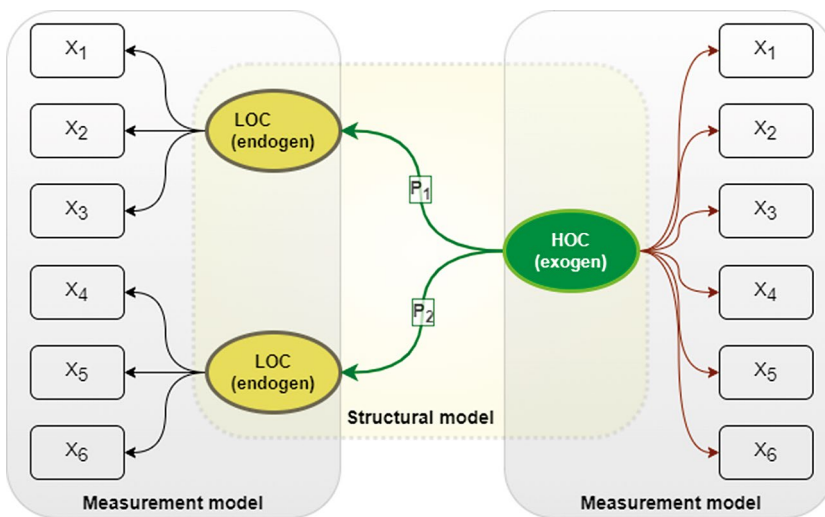 X1
X2
X3
X4
X5
X6
LOC
(endogen)
LOC
(endogen)
P1
P2
HOC
(exogen)
X1
X2
X3
X4
X5
X6
Structural model
Measurement model
Measurement model